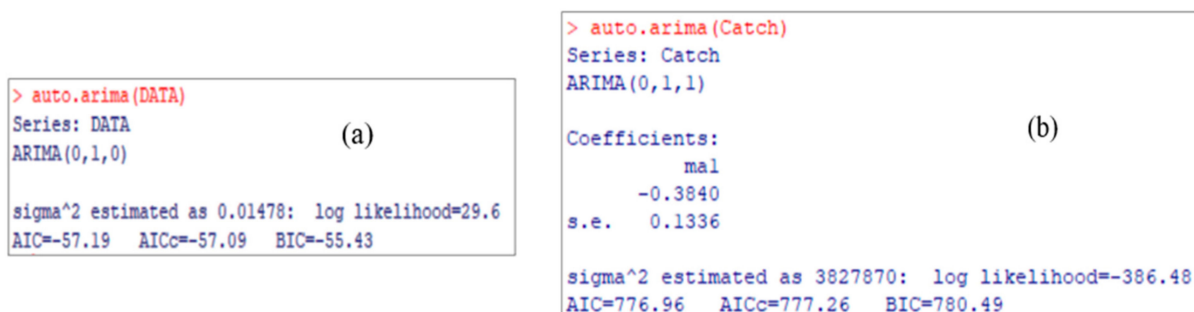 > auto.arima(DATA)
Series: DATA
ARIMA(0,1,0)
(a)
sigma^2 estimated as 0.01478:  log likelihood=29.6
AIC=-57.19   AICc=-57.09   BIC=-55.43
> auto.arima(Catch)
Series: Catch
ARIMA(0,1,1)
(b)
Coefficients:
ma1
-0.3840
s.e.   0.1336
sigma^2 estimated as 3827870:  log likelihood=-386.48
AIC=776.96   AICc=777.26   BIC=780.49